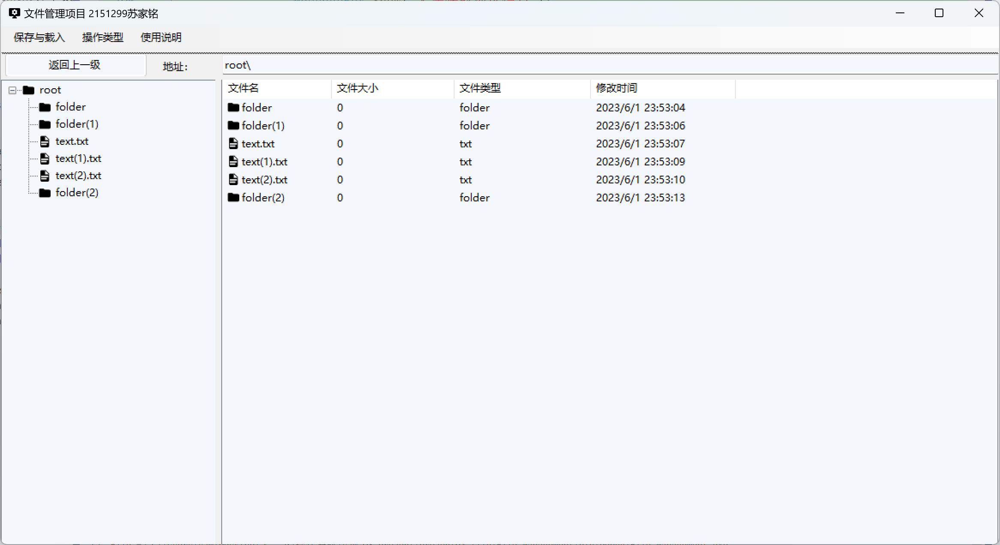 文件管理项目 2151299苏家铭
保存与载入 操作类型 使用说明
返回上一级 地址： root\
root
folder
folder(1)
text.txt
text(1).txt
text(2).txt
folder(2)
文件名 文件大小 文件类型 修改时间
folder 0 folder 2023/6/1 23:53:04
folder(1) 0 folder 2023/6/1 23:53:06
text.txt 0 txt 2023/6/1 23:53:07
text(1).txt 0 txt 2023/6/1 23:53:09
text(2).txt 0 txt 2023/6/1 23:53:10
folder(2) 0 folder 2023/6/1 23:53:13